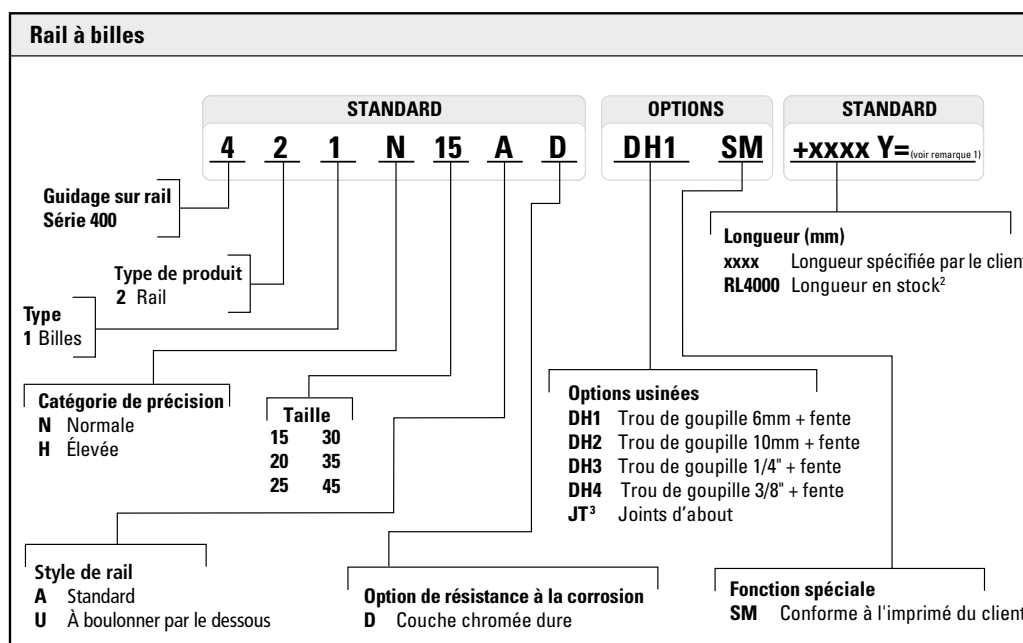 Rail à billes
STANDARD OPTIONS STANDARD
4 2 1 N 15 A D DH1 SM +xxxx Y= (voir remarque 1)
Guidage sur rail
Série 400
Type de produit
2 Rail
Type
1 Billes
Longueur (mm)
xxxx Longueur spécifiée par le client
RL4000 Longueur en stock²
Catégorie de précision
N Normale
H Élevée
Taille
15 30
20 35
25 45
Options usinées
DH1 Trou de goupille 6mm + fente
DH2 Trou de goupille 10mm + fente
DH3 Trou de goupille 1/4" + fente
DH4 Trou de goupille 3/8" + fente
JT³ Joints d’about
Style de rail
A Standard
U À boulonner par le dessous
Option de résistance à la corrosion
D Couche chromée dure
Fonction spéciale
SM Conforme à l'imprimé du client